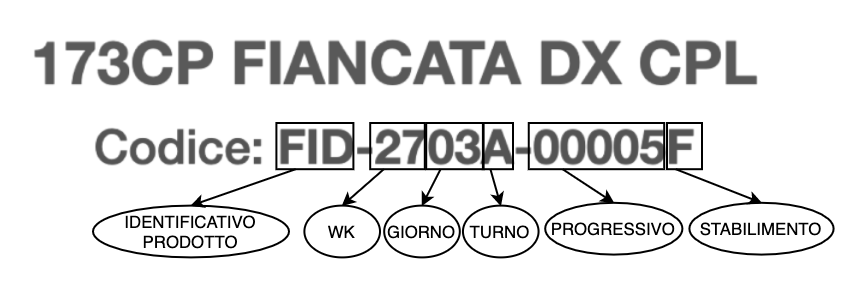 173CP FIANCATA DX CPL
Codice: FID-2703A-00005F
IDENTIFICATIVO
PRODOTTO
WK
GIORNO
TURNO
PROGRESSIVO
STABILIMENTO